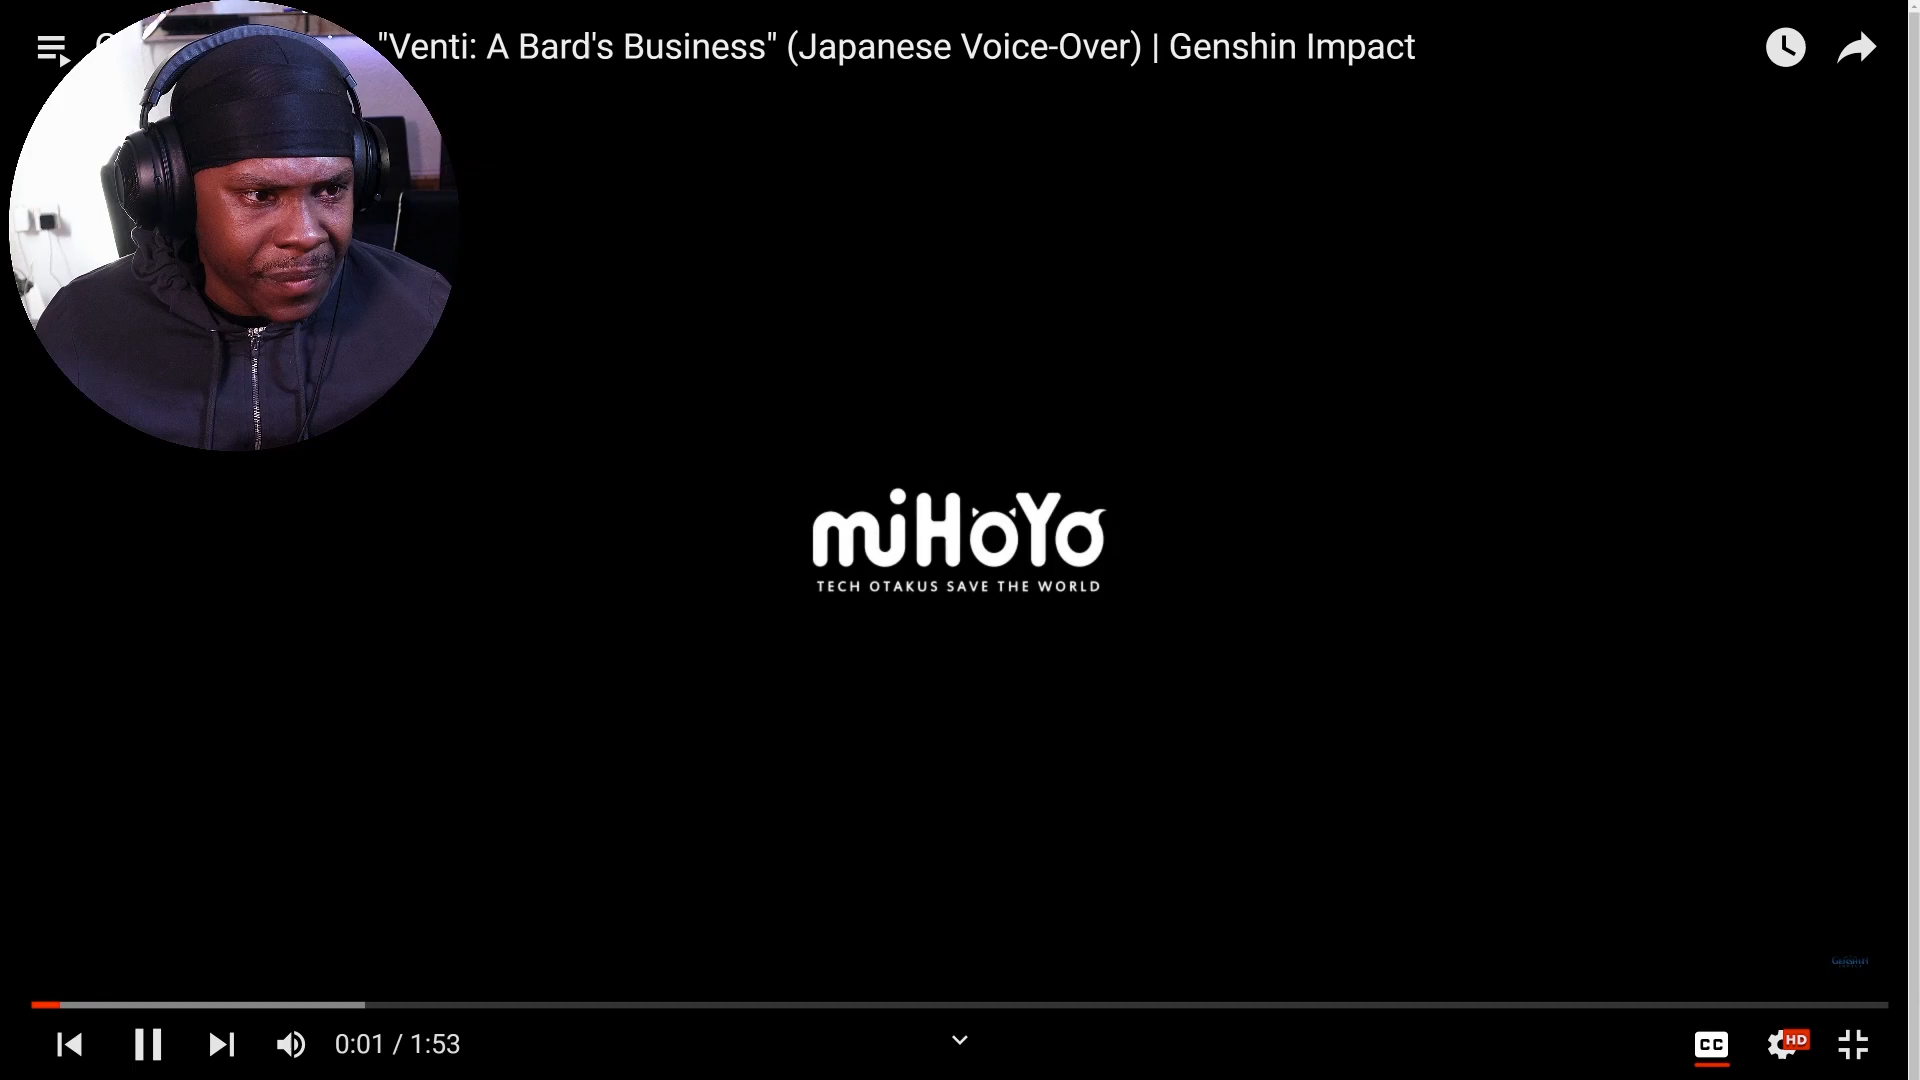 "Venti: A Bard's Business" (Japanese Voice-Over) | Genshin Impact
miHoYo
TECH OTAKUS SAVE THE WORLD
GENSHIN
0:01 / 1:53
CC
HD